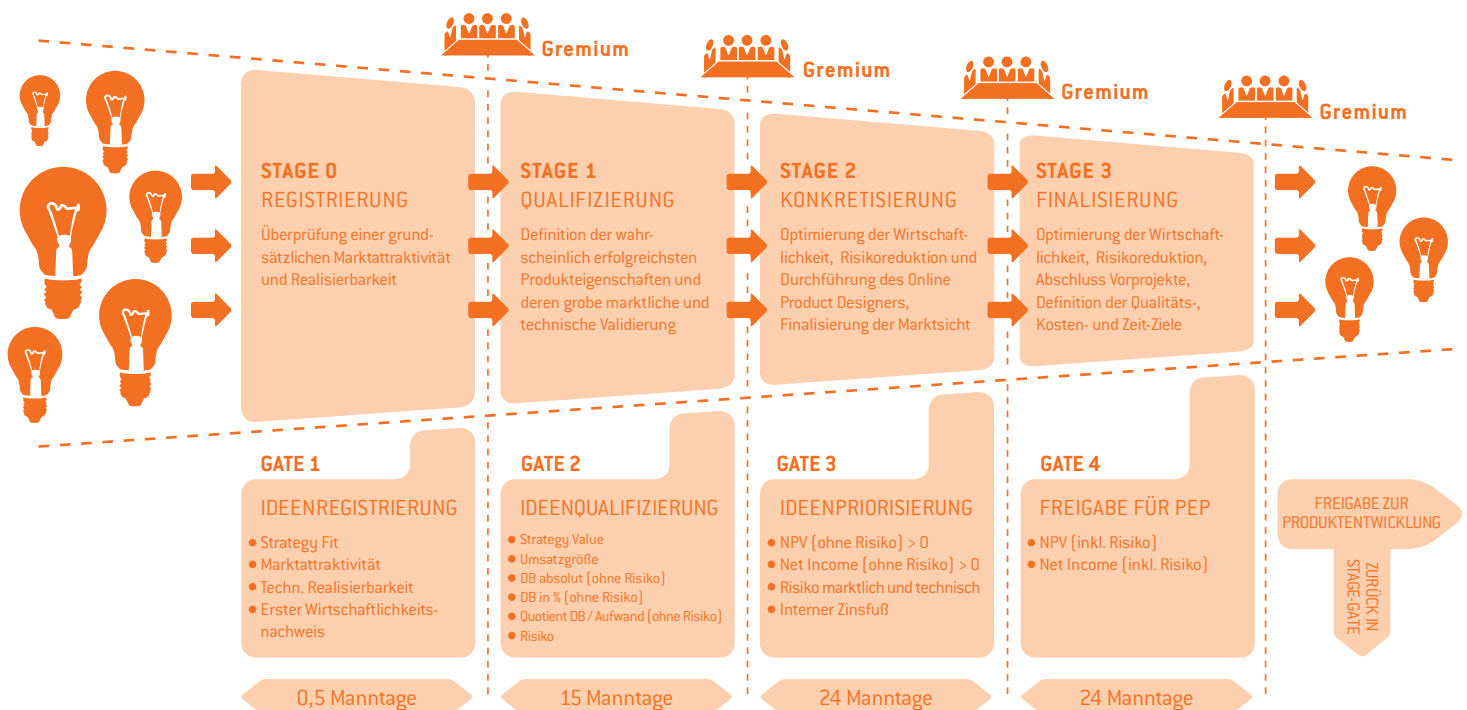 Gremium
Gremium
Gremium
Gremium
STAGE 0
REGISTRIERUNG
Überprüfung einer grund-
sätzlichen Marktattraktivität
und Realisierbarkeit
STAGE 1
QUALIFIZIERUNG
Definition der wahr-
scheinlich erfolgreichsten
Produkteigenschaften und
deren grobe marktliche und
technische Validierung
STAGE 2
KONKRETISIERUNG
Optimierung der Wirtschaft-
lichkeit, Risikoreduktion und
Durchführung des Online
Product Designers,
Finalisierung der Marktsicht
STAGE 3
FINALISIERUNG
Optimierung der Wirtschaft-
lichkeit, Risikoreduktion,
Abschluss Vorprojekte,
Definition der Qualitäts-,
Kosten- und Zeit-Ziele
GATE 1
IDEENREGISTRIERUNG
• Strategy Fit
• Marktattraktivität
• Techn. Realisierbarkeit
• Erster Wirtschaftlichkeits-
nachweis
GATE 2
IDEENQUALIFIZIERUNG
• Strategy Value
• Umsatzgröße
• DB absolut (ohne Risiko)
• DB in % (ohne Risiko)
• Quotient DB / Aufwand (ohne Risiko)
• Risiko
GATE 3
IDEENPRIORISIERUNG
• NPV (ohne Risiko) > 0
• Net Income (ohne Risiko) > 0
• Risiko marktlich und technisch
• Interner Zinsfuß
GATE 4
FREIGABE FÜR PEP
• NPV (inkl. Risiko)
• Net Income (inkl. Risiko)
FREIGABE ZUR
PRODUKTENTWICKLUNG
ZURÜCK IN
STAGE-GATE
0,5 Manntage
15 Manntage
24 Manntage
24 Manntage